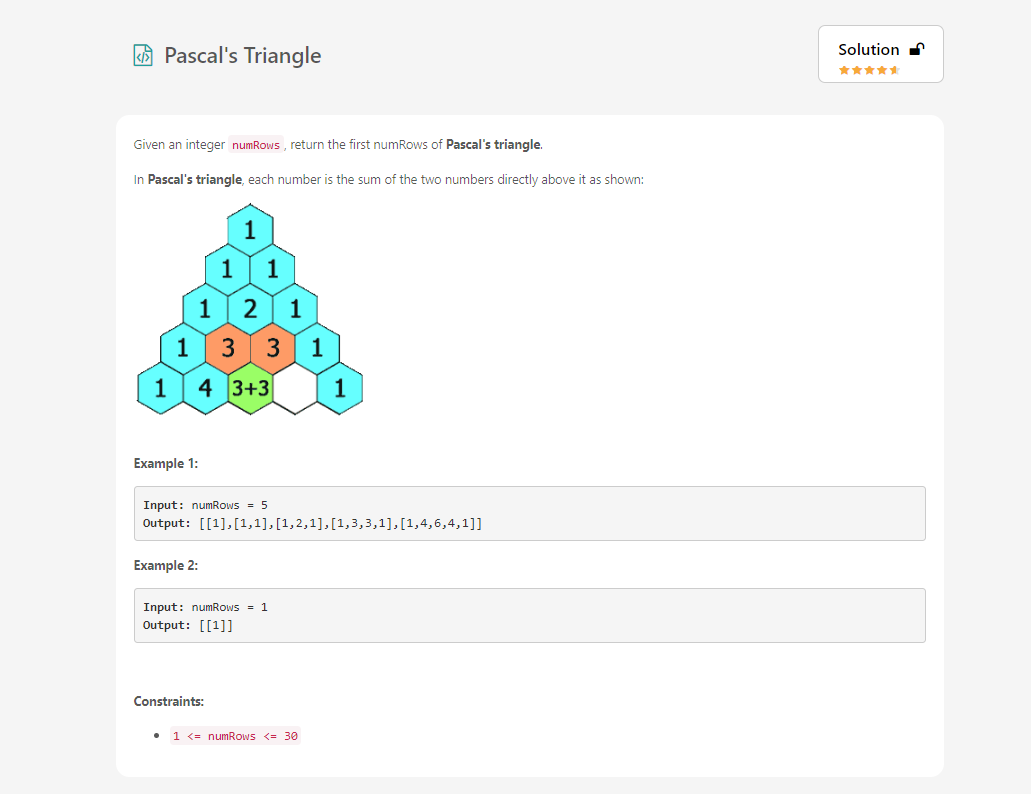 Pascal's Triangle
Solution
Given an integer numRows , return the first numRows of Pascal's triangle.
In Pascal's triangle, each number is the sum of the two numbers directly above it as shown:
1
1 1
1 2 1
1 3 3 1
1 4 3+3 1
Example 1:
Input: numRows = 5
Output: [[1],[1,1],[1,2,1],[1,3,3,1],[1,4,6,4,1]]
Example 2:
Input: numRows = 1
Output: [[1]]
Constraints:
1 <= numRows <= 30